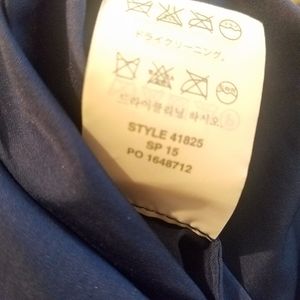 ドライクリーニング。
드라이클리닝 하시오.
STYLE 41825
SP 15
PO 1648712